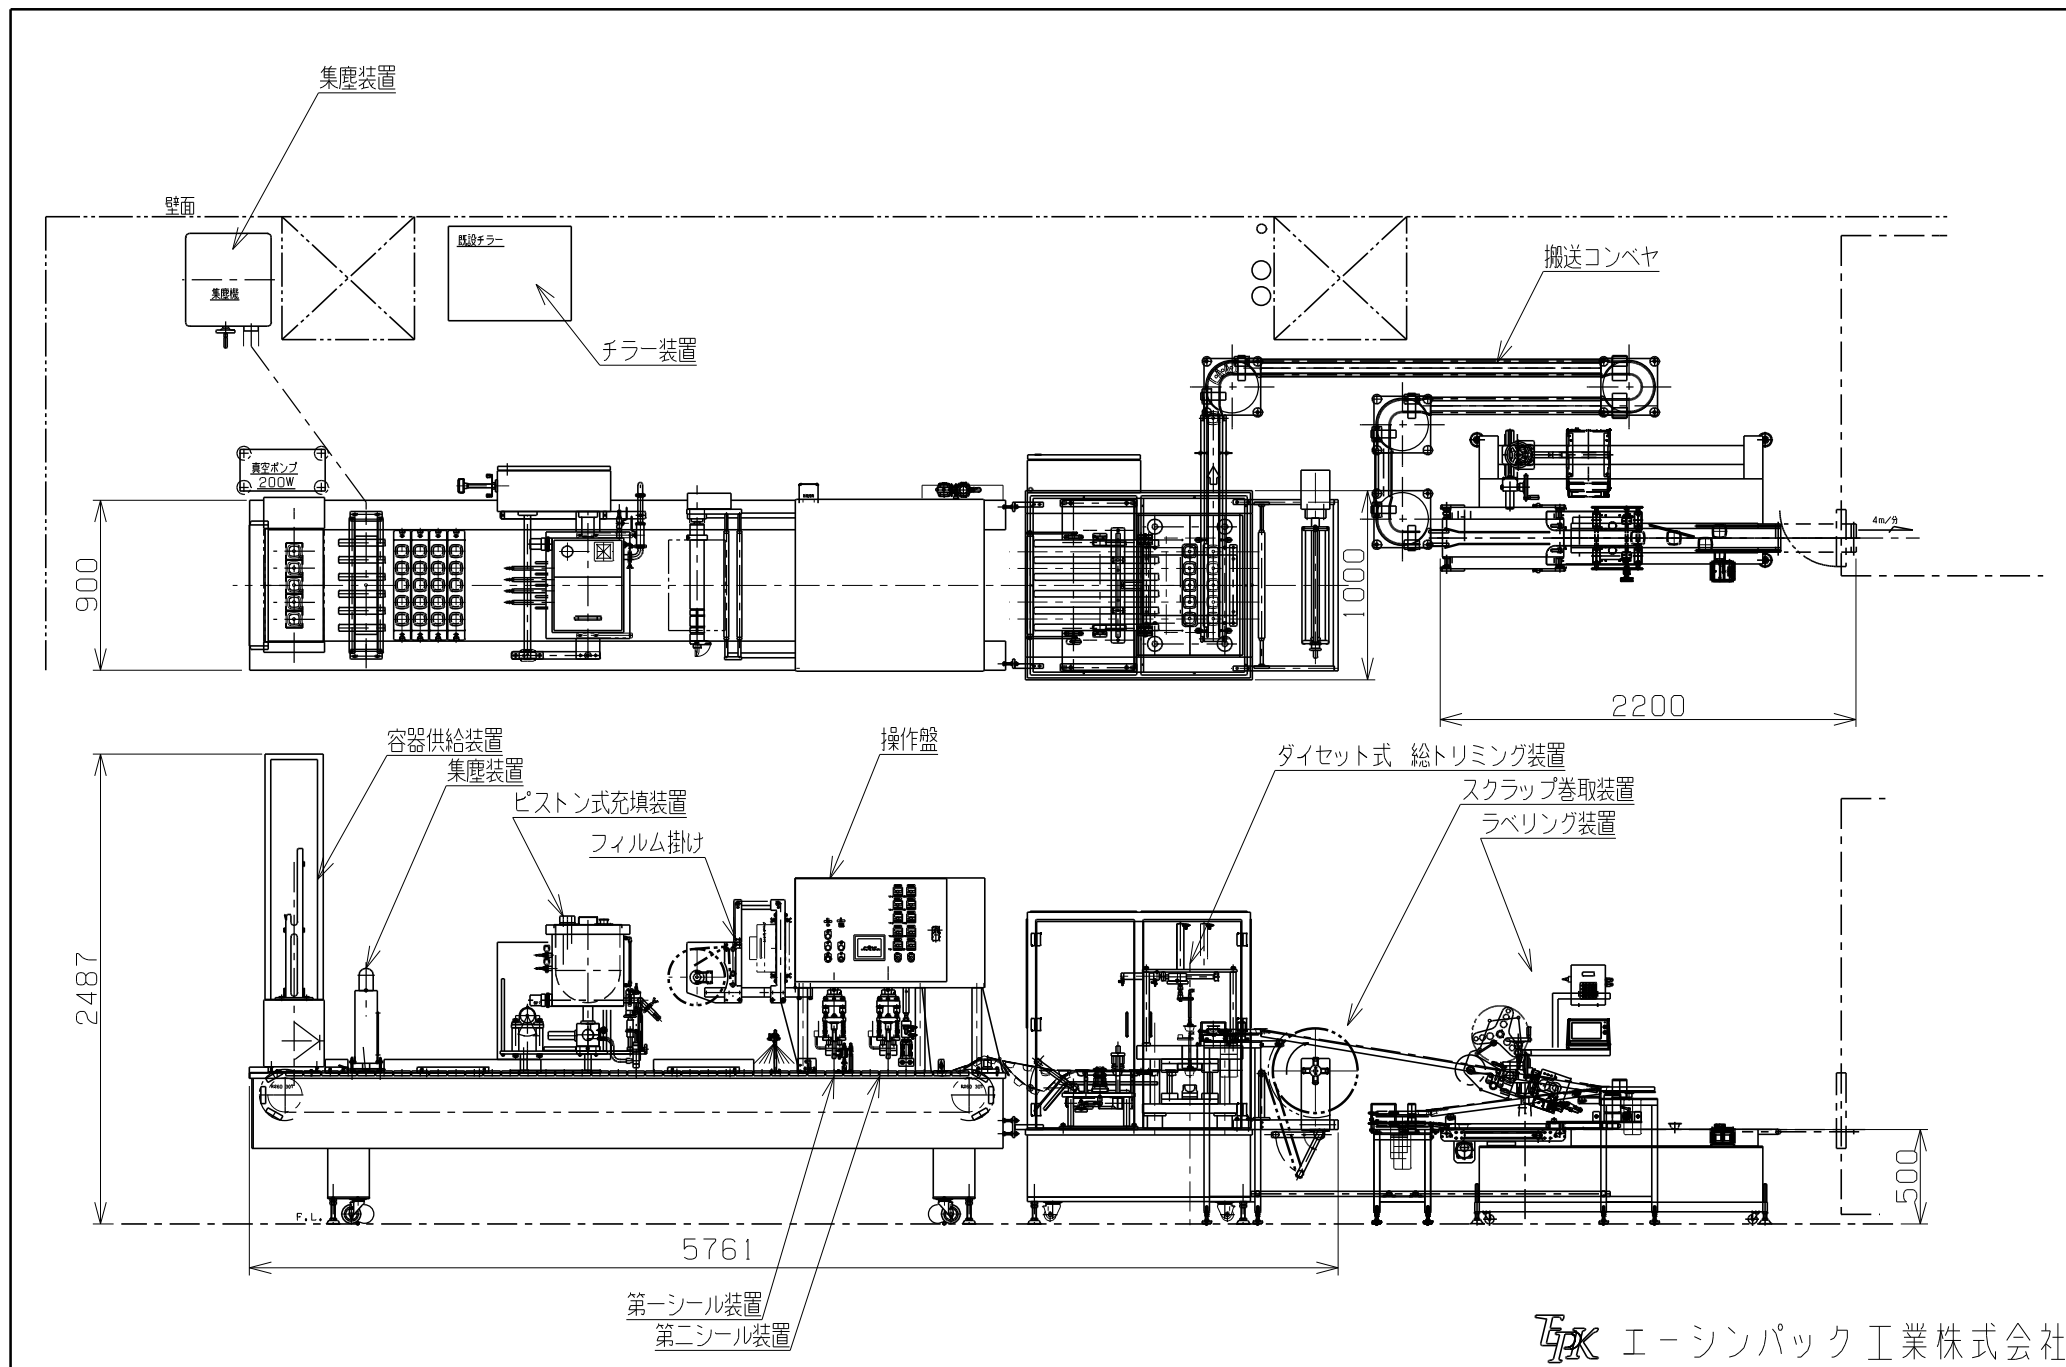 集塵装置
壁面
既設チラー
集塵機
搬送コンベヤ
チラー装置
真空ポンプ
200W
4m/分
900
1000
2200
容器供給装置
操作盤
集塵装置
ダイセット式　総トリミング装置
ピストン式充填装置
スクラップ巻取装置
フィルム掛け
ラベリング装置
2487
500
F.L.
5761
第一シール装置
第二シール装置
EPK エーシンパック工業株式会社